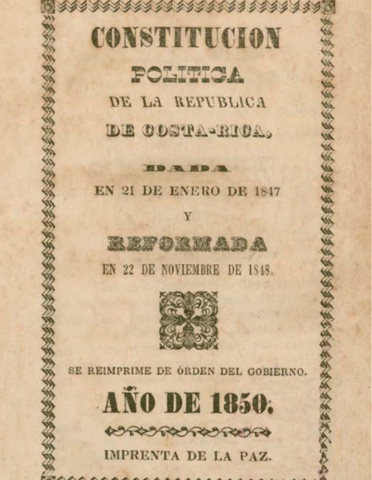 CONSTITUCION
POLITICA
DE LA REPUBLICA
DE COSTA-RICA,
DADA
EN 21 DE ENERO DE 1847
Y
REFORMADA
EN 22 DE NOVIEMBRE DE 1848.
SE REIMPRIME DE ÓRDEN DEL GOBIERNO.
AÑO DE 1850.
IMPRENTA DE LA PAZ.